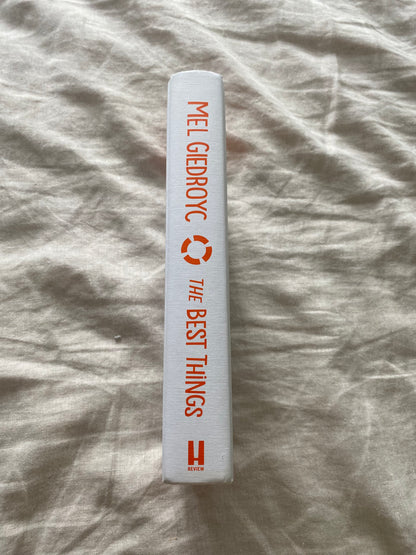 MEL GIEDROYC
THE BEST THINGS
H
REVIEW